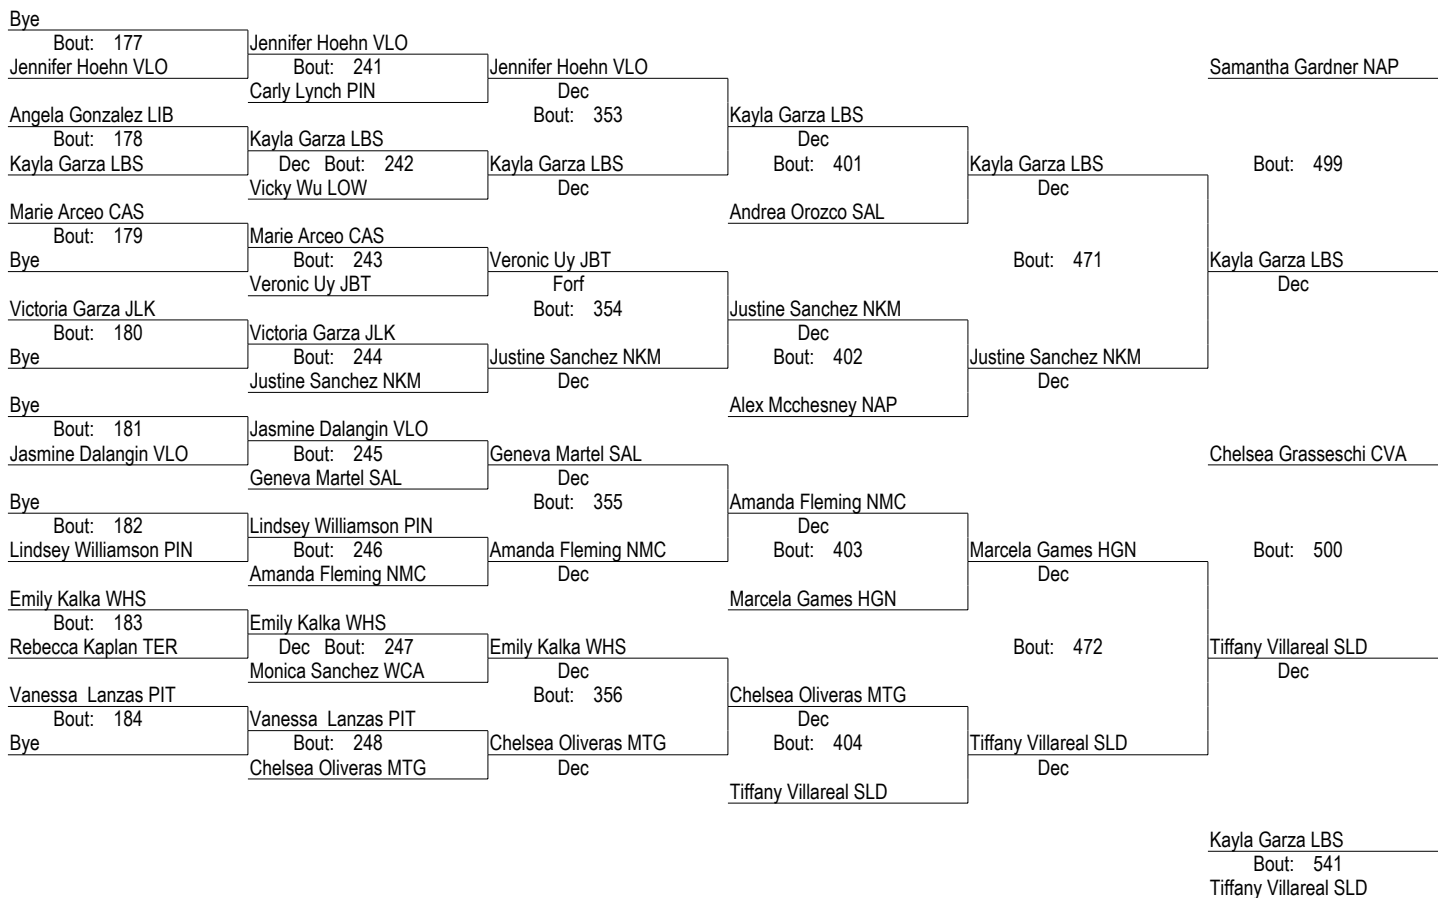 Bye
Bout: 177 Jennifer Hoehn VLO
Jennifer Hoehn VLO Bout: 241 Jennifer Hoehn VLO Samantha Gardner NAP
Carly Lynch PIN Dec
Angela Gonzalez LIB Bout: 353 Kayla Garza LBS
Bout: 178 Kayla Garza LBS Dec
Kayla Garza LBS Dec Bout: 242 Kayla Garza LBS Bout: 401 Kayla Garza LBS Bout: 499
Vicky Wu LOW Dec Dec
Marie Arceo CAS Andrea Orozco SAL
Bout: 179 Marie Arceo CAS
Bye Bout: 243 Veronic Uy JBT Bout: 471 Kayla Garza LBS
Veronic Uy JBT Forf Dec
Victoria Garza JLK Bout: 354 Justine Sanchez NKM
Bout: 180 Victoria Garza JLK Dec
Bye Bout: 244 Justine Sanchez NKM Bout: 402 Justine Sanchez NKM
Justine Sanchez NKM Dec Dec
Bye Alex Mcchesney NAP
Bout: 181 Jasmine Dalangin VLO
Jasmine Dalangin VLO Bout: 245 Geneva Martel SAL Chelsea Grasseschi CVA
Geneva Martel SAL Dec
Bye Bout: 355 Amanda Fleming NMC
Bout: 182 Lindsey Williamson PIN Dec
Lindsey Williamson PIN Bout: 246 Amanda Fleming NMC Bout: 403 Marcela Games HGN Bout: 500
Amanda Fleming NMC Dec Dec
Emily Kalka WHS Marcela Games HGN
Bout: 183 Emily Kalka WHS
Rebecca Kaplan TER Dec Bout: 247 Emily Kalka WHS Bout: 472 Tiffany Villareal SLD
Monica Sanchez WCA Dec Dec
Vanessa Lanzas PIT Bout: 356 Chelsea Oliveras MTG
Bout: 184 Vanessa Lanzas PIT Dec
Bye Bout: 248 Chelsea Oliveras MTG Bout: 404 Tiffany Villareal SLD
Chelsea Oliveras MTG Dec Dec
Tiffany Villareal SLD
Kayla Garza LBS
Bout: 541
Tiffany Villareal SLD